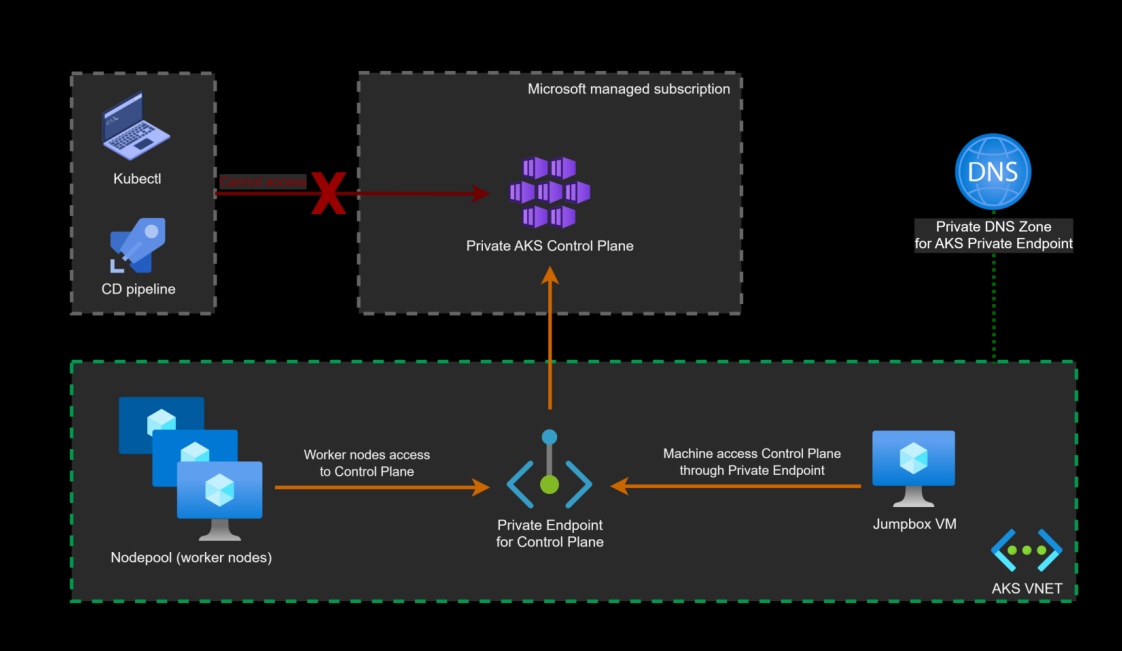 Microsoft managed subscription
Kubectl
CD pipeline
Cannot access
X
Private AKS Control Plane
DNS
Private DNS Zone
for AKS Private Endpoint
Worker nodes access
to Control Plane
Machine access Control Plane
through Private Endpoint
Nodepool (worker nodes)
Private Endpoint
for Control Plane
Jumpbox VM
AKS VNET